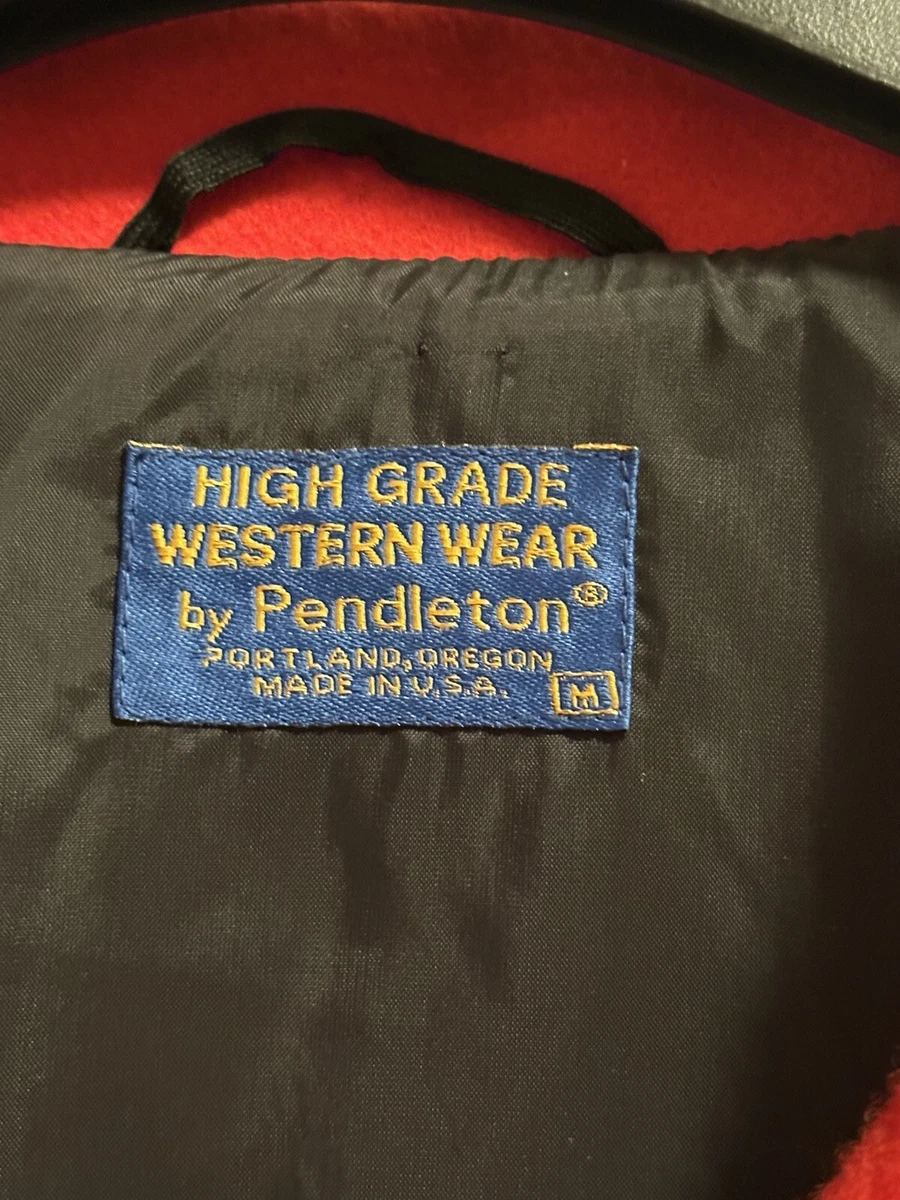 HIGH GRADE
WESTERN WEAR
by Pendleton®
PORTLAND, OREGON
MADE IN U.S.A.
M